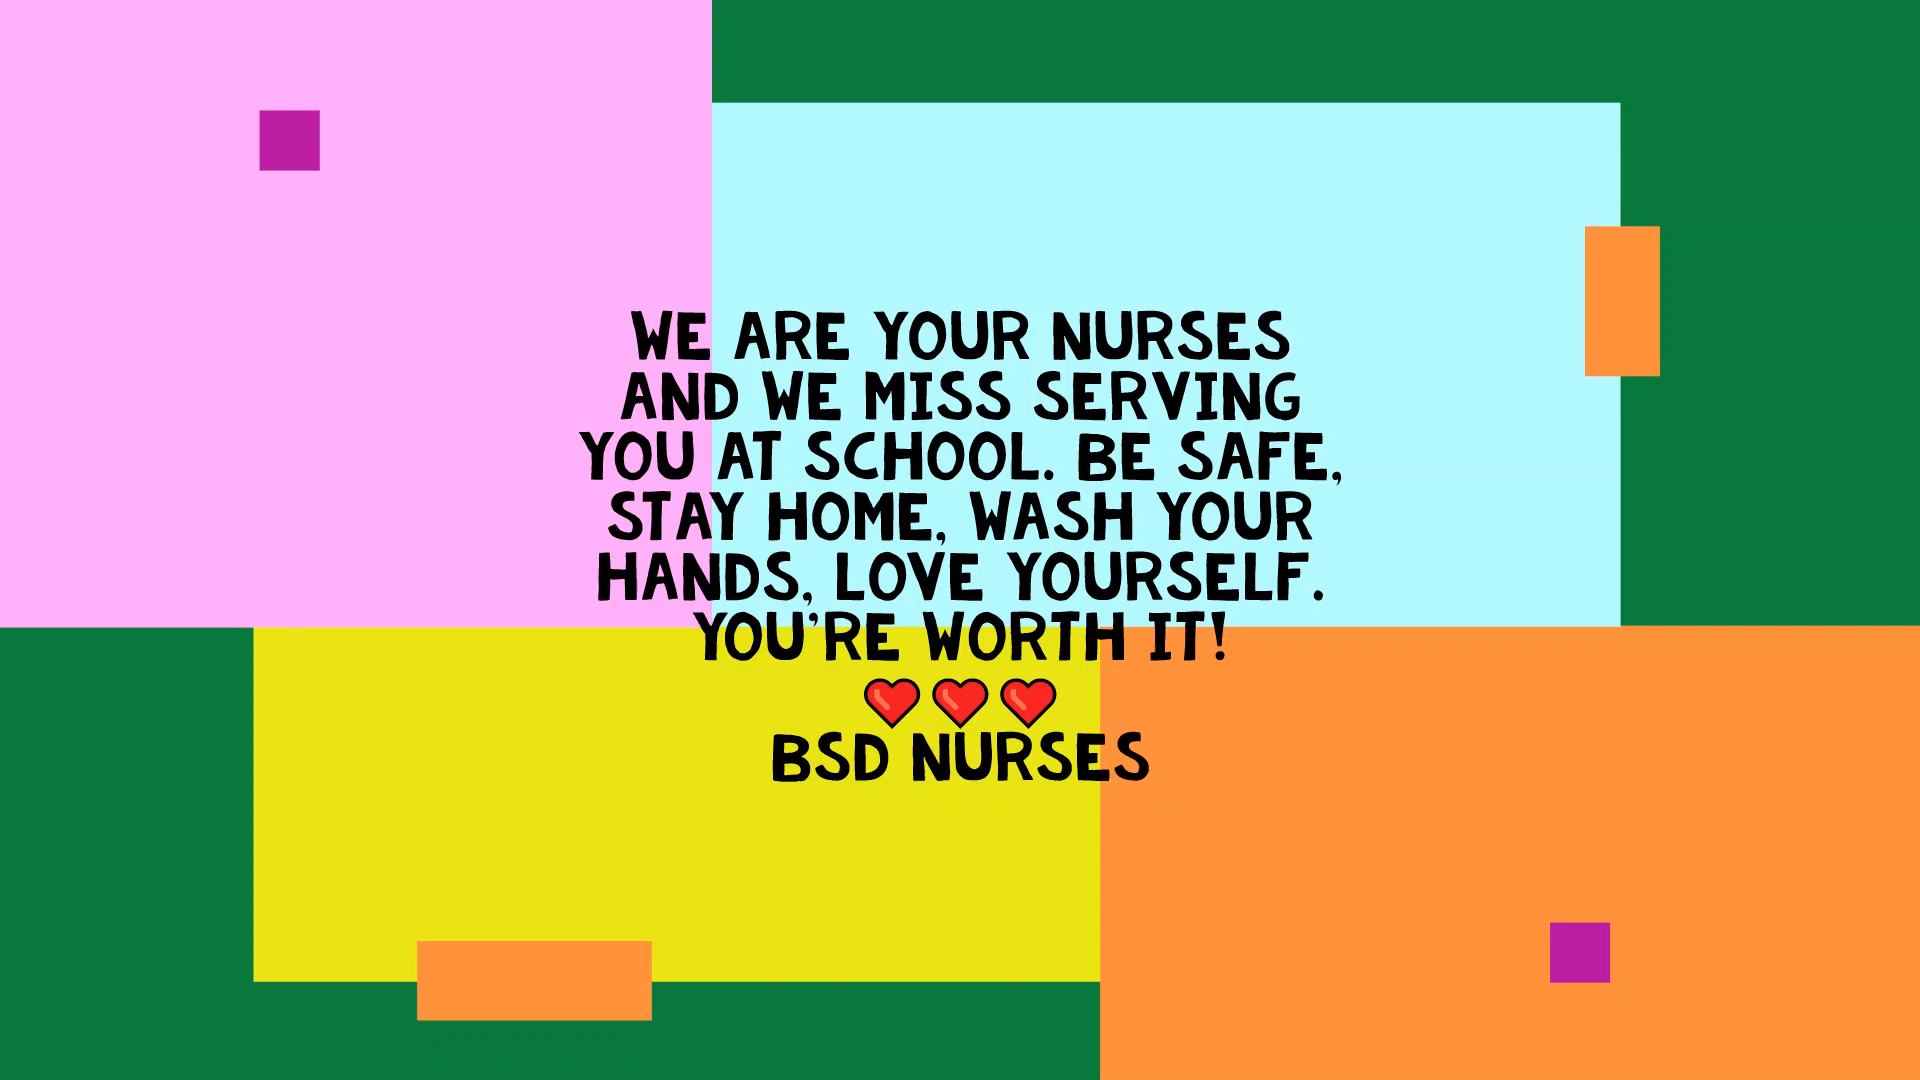 WE ARE YOUR NURSES
AND WE MISS SERVING
YOU AT SCHOOL. BE SAFE,
STAY HOME, WASH YOUR
HANDS, LOVE YOURSELF.
YOU'RE WORTH IT!
❤️❤️❤️
BSD NURSES